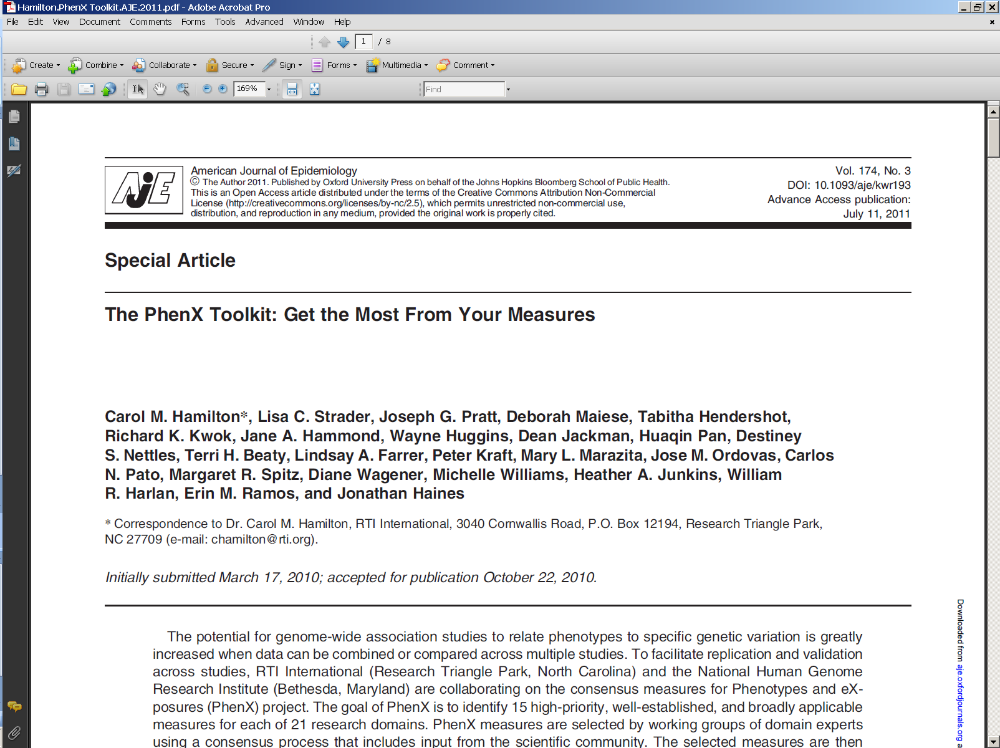 Hamilton.PhenX Toolkit.AJE.2011.pdf - Adobe Acrobat Pro
File Edit View Document Comments Forms Tools Advanced Window Help
1 / 8
Create Combine Collaborate Secure Sign Forms Multimedia Comment
169% Find
AJE
American Journal of Epidemiology
© The Author 2011. Published by Oxford University Press on behalf of the Johns Hopkins Bloomberg School of Public Health.
This is an Open Access article distributed under the terms of the Creative Commons Attribution Non-Commercial
License (http://creativecommons.org/licenses/by-nc/2.5), which permits unrestricted non-commercial use,
distribution, and reproduction in any medium, provided the original work is properly cited.
Vol. 174, No. 3
DOI: 10.1093/aje/kwr193
Advance Access publication:
July 11, 2011
Special Article
The PhenX Toolkit: Get the Most From Your Measures
Carol M. Hamilton*, Lisa C. Strader, Joseph G. Pratt, Deborah Maiese, Tabitha Hendershot,
Richard K. Kwok, Jane A. Hammond, Wayne Huggins, Dean Jackman, Huaqin Pan, Destiney
S. Nettles, Terri H. Beaty, Lindsay A. Farrer, Peter Kraft, Mary L. Marazita, Jose M. Ordovas, Carlos
N. Pato, Margaret R. Spitz, Diane Wagener, Michelle Williams, Heather A. Junkins, William
R. Harlan, Erin M. Ramos, and Jonathan Haines
* Correspondence to Dr. Carol M. Hamilton, RTI International, 3040 Cornwallis Road, P.O. Box 12194, Research Triangle Park,
NC 27709 (e-mail: chamilton@rti.org).
Initially submitted March 17, 2010; accepted for publication October 22, 2010.
The potential for genome-wide association studies to relate phenotypes to specific genetic variation is greatly
increased when data can be combined or compared across multiple studies. To facilitate replication and validation
across studies, RTI International (Research Triangle Park, North Carolina) and the National Human Genome
Research Institute (Bethesda, Maryland) are collaborating on the consensus measures for Phenotypes and eX-
posures (PhenX) project. The goal of PhenX is to identify 15 high-priority, well-established, and broadly applicable
measures for each of 21 research domains. PhenX measures are selected by working groups of domain experts
using a consensus process that includes input from the scientific community. The selected measures are then
Downloaded from aje.oxfordjournals.org a